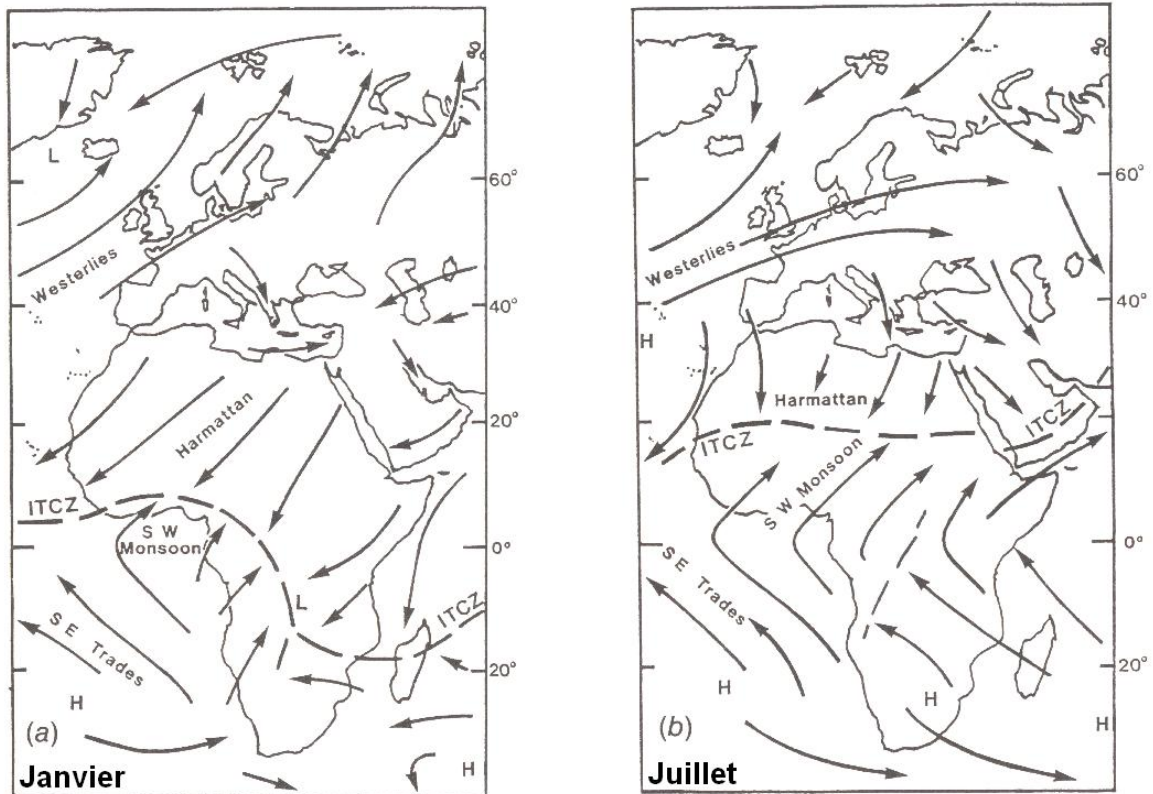 L
60°
Westerlies
40°
Harmattan
20°
ITCZ
S W
Monsoon
0°
L
ITCZ
S E Trades
20°
H
(a)
H
Janvier
60°
Westerlies
H
40°
Harmattan
20°
ITCZ
ITCZ
S W Monsoon
0°
S E Trades
20°
H
H
H
(b)
Juillet